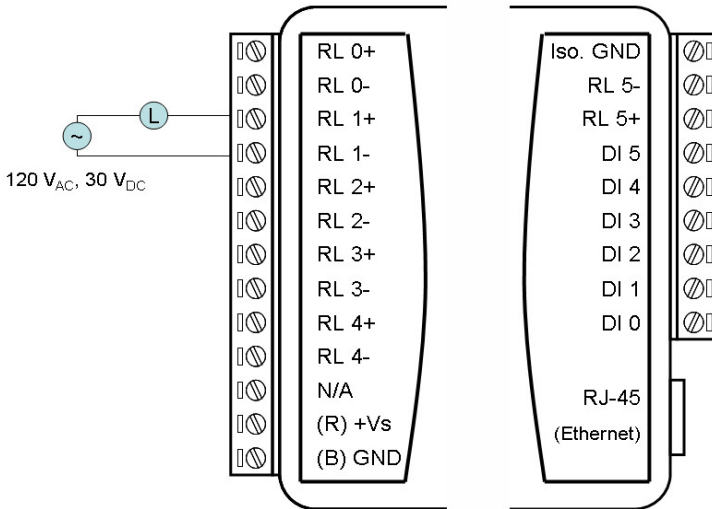 RL 0+
RL 0-
RL 1+
RL 1-
RL 2+
RL 2-
RL 3+
RL 3-
RL 4+
RL 4-
N/A
(R) +Vs
(B) GND
L
~
120 VAC, 30 VDC
Iso. GND
RL 5-
RL 5+
DI 5
DI 4
DI 3
DI 2
DI 1
DI 0
RJ-45
(Ethernet)